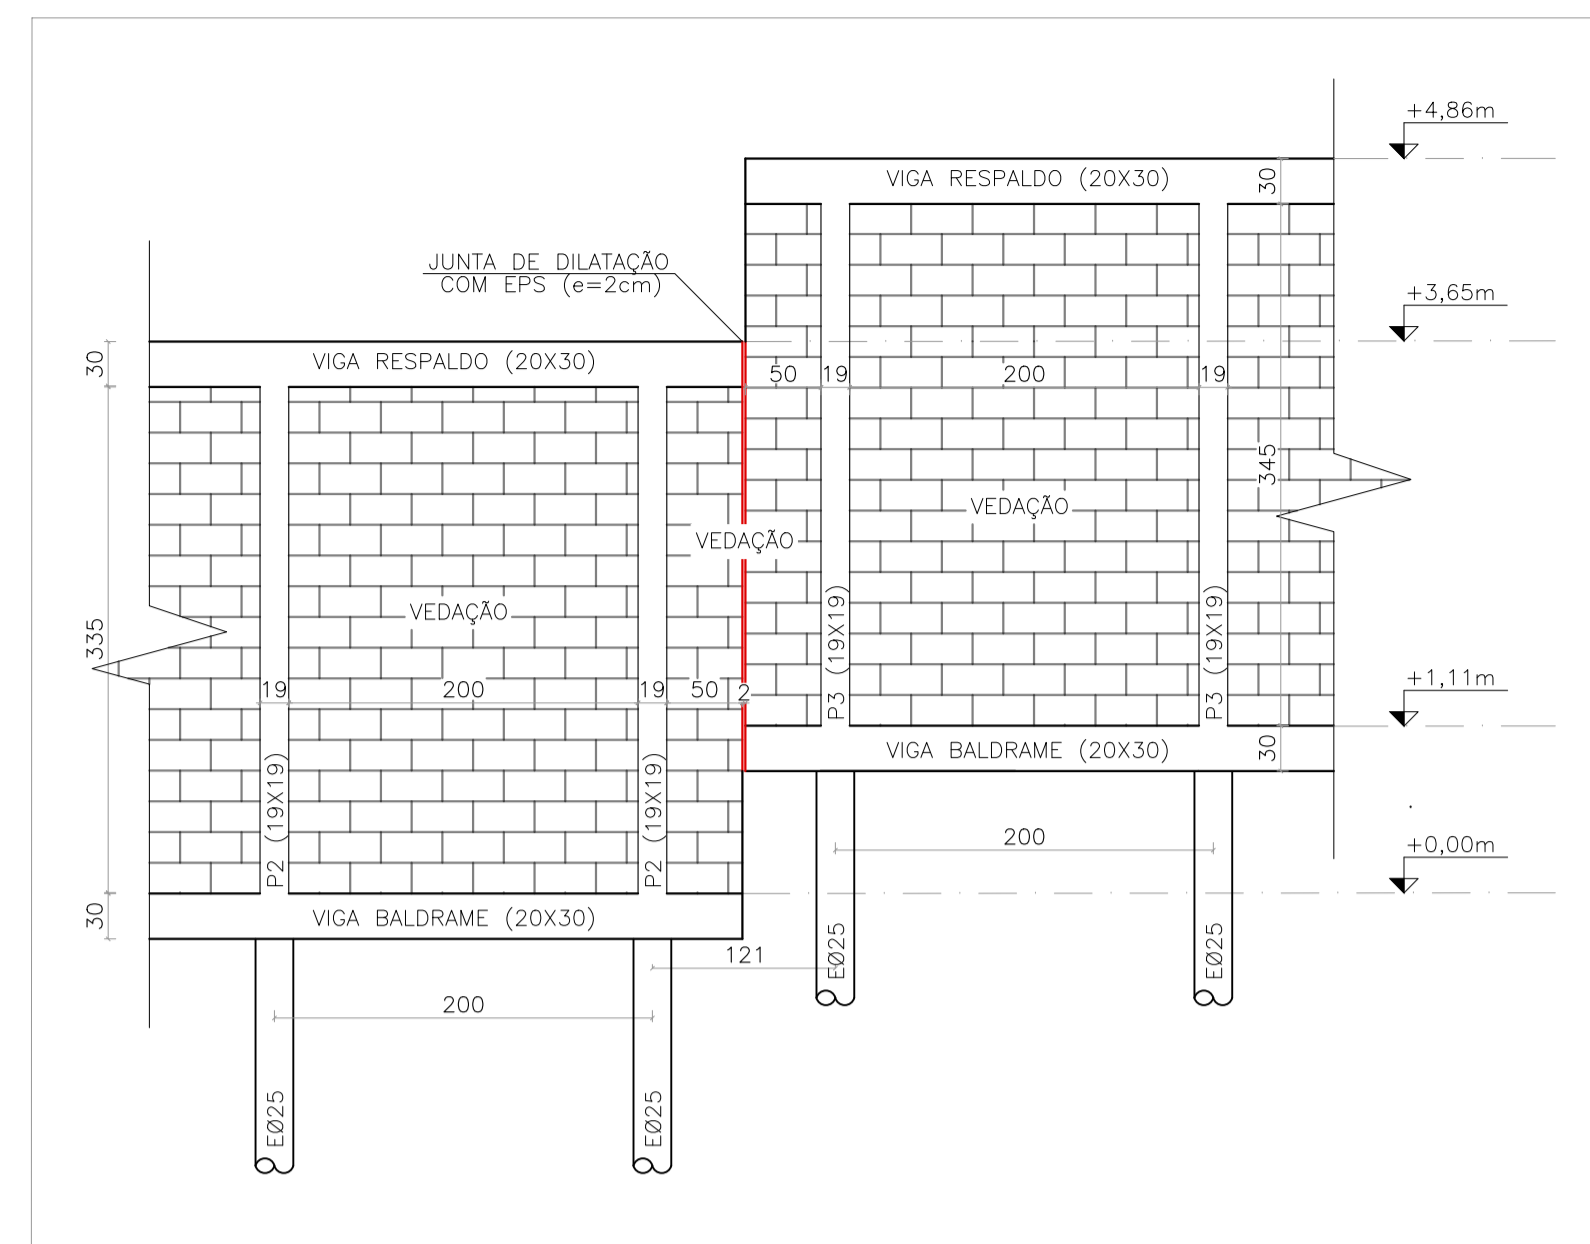 +4,86m
VIGA RESPALDO (20X30)
30
JUNTA DE DILATAÇÃO
COM EPS (e=2cm)
+3,65m
30
VIGA RESPALDO (20X30)
50
19
200
19
345
VEDAÇÃO
VEDAÇÃO
VEDAÇÃO
335
P3 (19X19)
P3 (19X19)
19
200
19
50
2
+1,11m
VIGA BALDRAME (20X30)
30
P2 (19X19)
P2 (19X19)
200
+0,00m
30
VIGA BALDRAME (20X30)
121
EØ25
EØ25
200
EØ25
EØ25